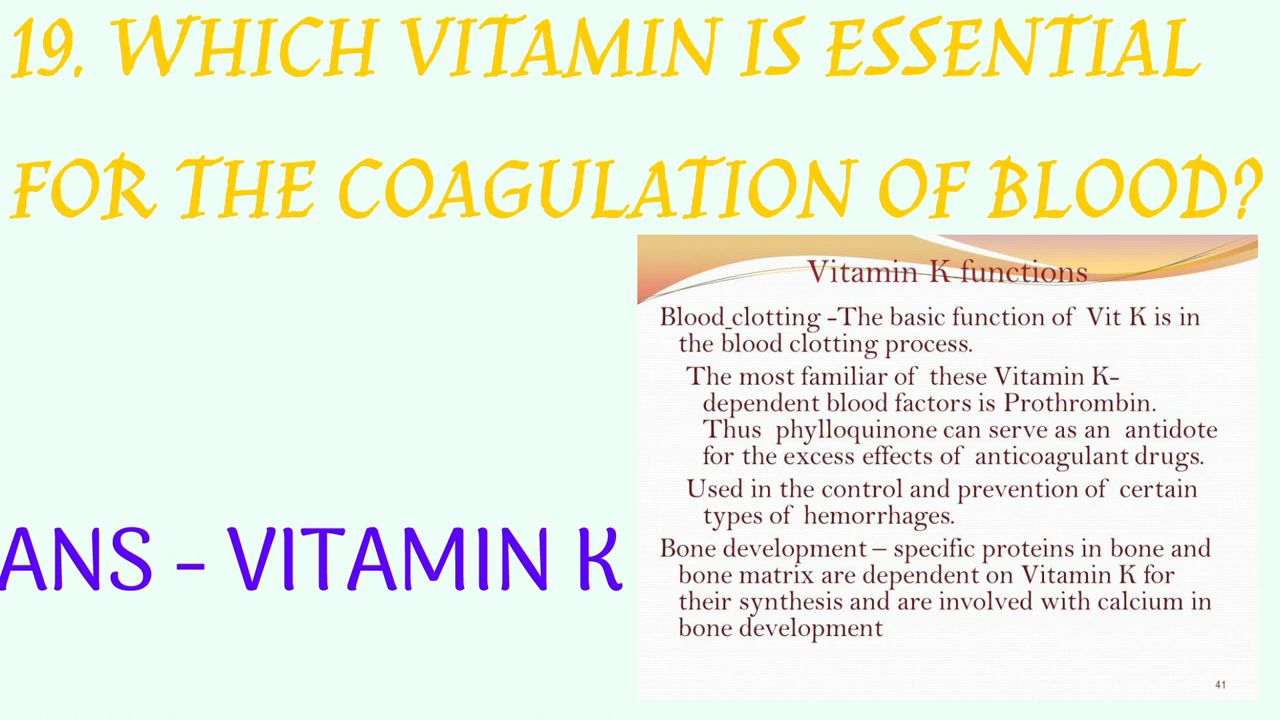 19. WHICH VITAMIN IS ESSENTIAL
FOR THE COAGULATION OF BLOOD?
Vitamin K functions
Blood clotting -The basic function of Vit K is in
the blood clotting process.
The most familiar of these Vitamin K-
dependent blood factors is Prothrombin.
Thus phylloquinone can serve as an antidote
for the excess effects of anticoagulant drugs.
Used in the control and prevention of certain
types of hemorrhages.
Bone development – specific proteins in bone and
bone matrix are dependent on Vitamin K for
their synthesis and are involved with calcium in
bone development
41
ANS - VITAMIN K